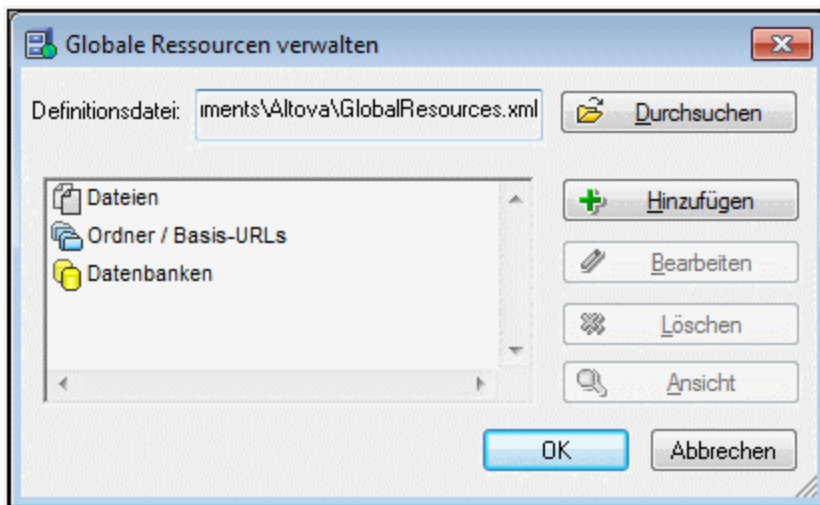 Globale Ressourcen verwalten
Definitionsdatei: ıments\Altova\GlobalResources.xml Durchsuchen
Dateien
Ordner / Basis-URLs
Datenbanken
Hinzufügen
Bearbeiten
Löschen
Ansicht
OK Abbrechen